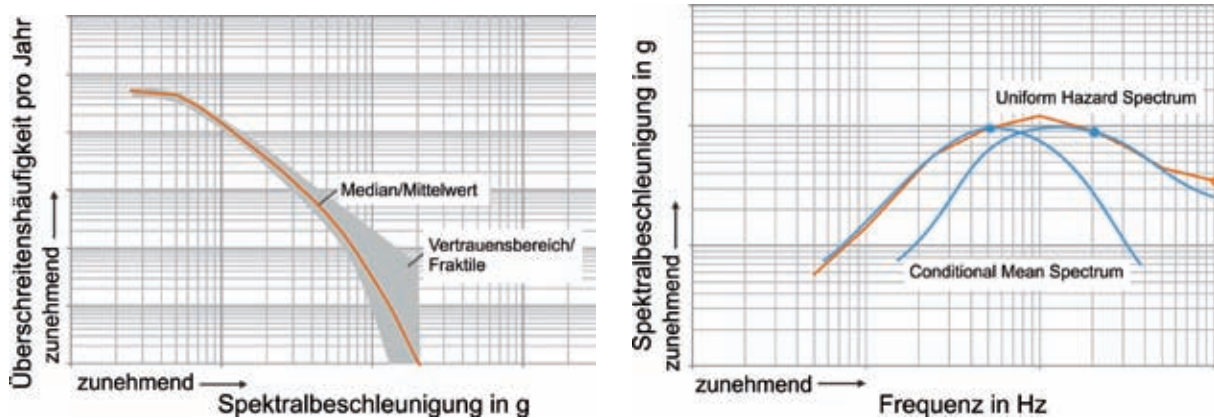 Überschreitenshäufigkeit pro Jahr
zunehmend
Median/Mittelwert
Vertrauensbereich/
Fraktile
zunehmend
Spektralbeschleunigung in g
Spektralbeschleunigung in g
zunehmend
Uniform Hazard Spectrum
Conditional Mean Spectrum
zunehmend
Frequenz in Hz